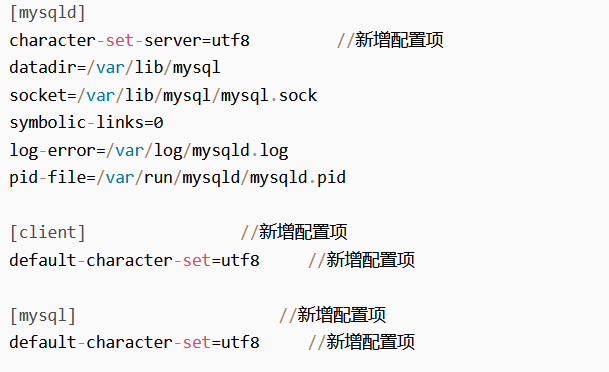 [mysqld]
character-set-server=utf8 //新增配置项
datadir=/var/lib/mysql
socket=/var/lib/mysql/mysql.sock
symbolic-links=0
log-error=/var/log/mysqld.log
pid-file=/var/run/mysqld/mysqld.pid
[client] //新增配置项
default-character-set=utf8 //新增配置项
[mysql] //新增配置项
default-character-set=utf8 //新增配置项